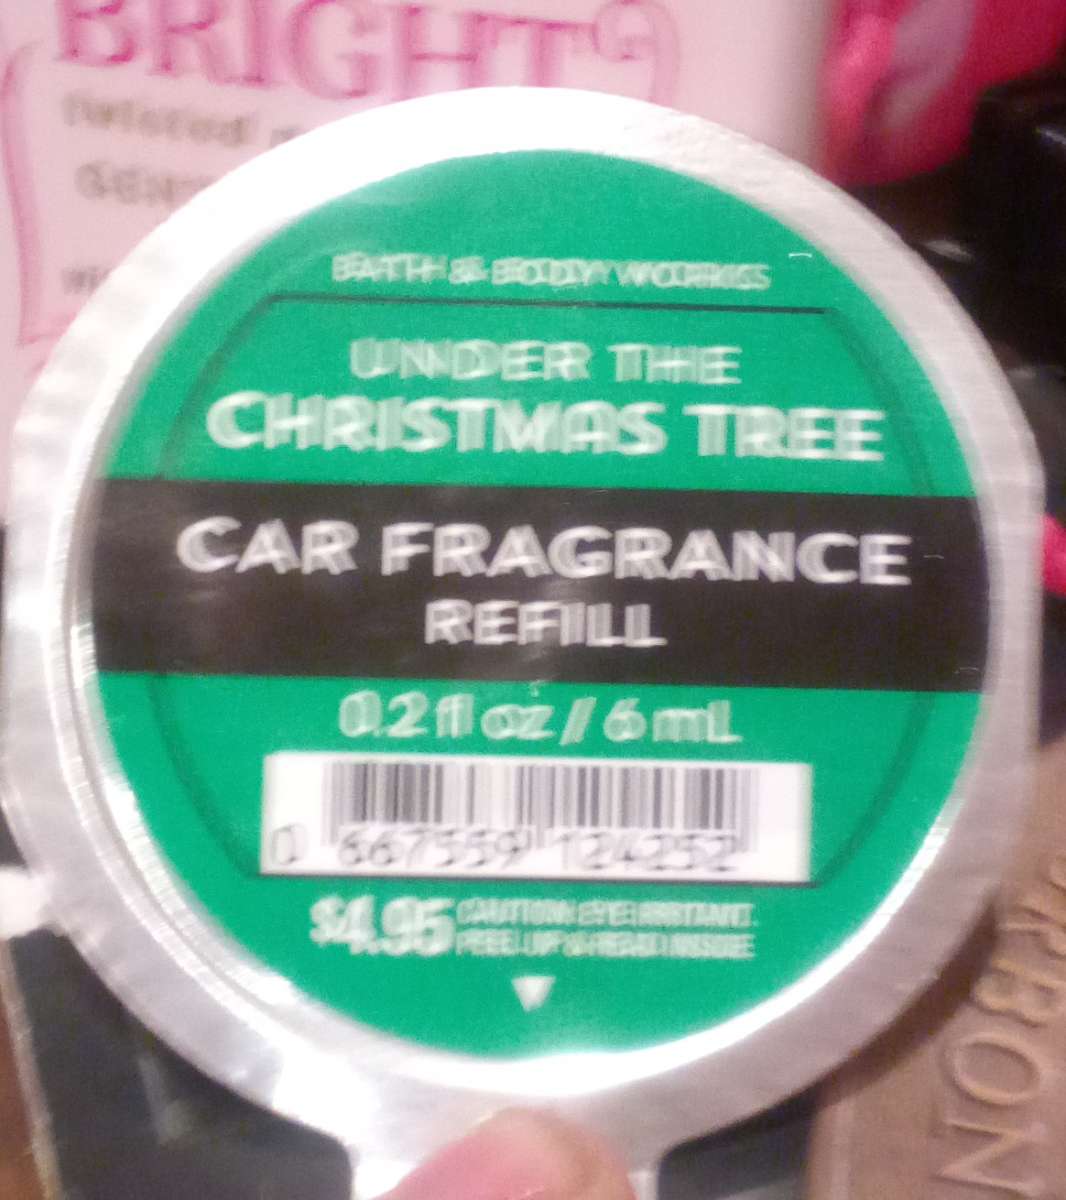 BRIGHT
twisted
BATH & BODY WORKS
UNDER THE
CHRISTMAS TREE
CAR FRAGRANCE
REFILL
0.2 fl oz / 6 mL
0 667559 124252
$4.95 CAUTION: EYE IRRITANT.
PEEL UP & READ INSIDE